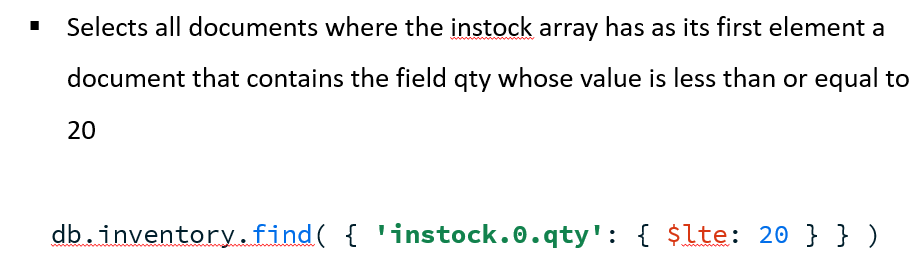 ▪ Selects all documents where the instock array has as its first element a
document that contains the field qty whose value is less than or equal to
20
db.inventory.find( { 'instock.0.qty': { $lte: 20 } } )